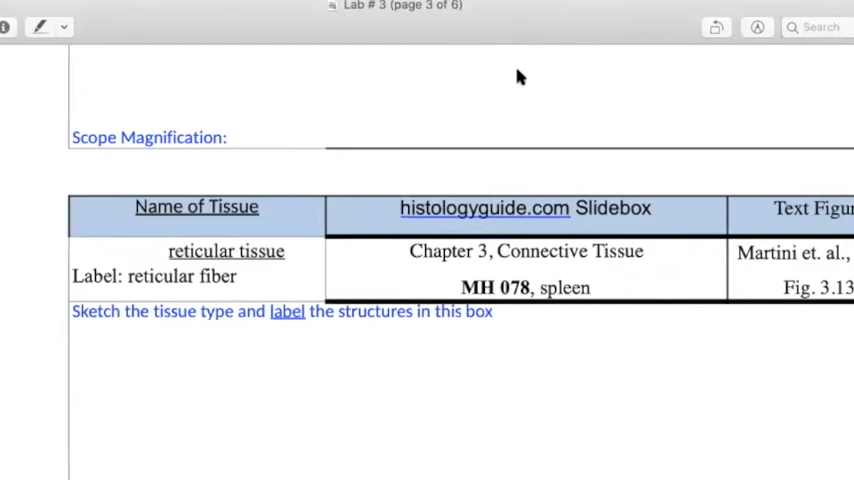 Lab # 3 (page 3 of 6)
Search
Scope Magnification:
Name of Tissue
histologyguide.com Slidebox
Text Figur
reticular tissue
Label: reticular fiber
Chapter 3, Connective Tissue
MH 078, spleen
Martini et. al.,
Fig. 3.13
Sketch the tissue type and label the structures in this box